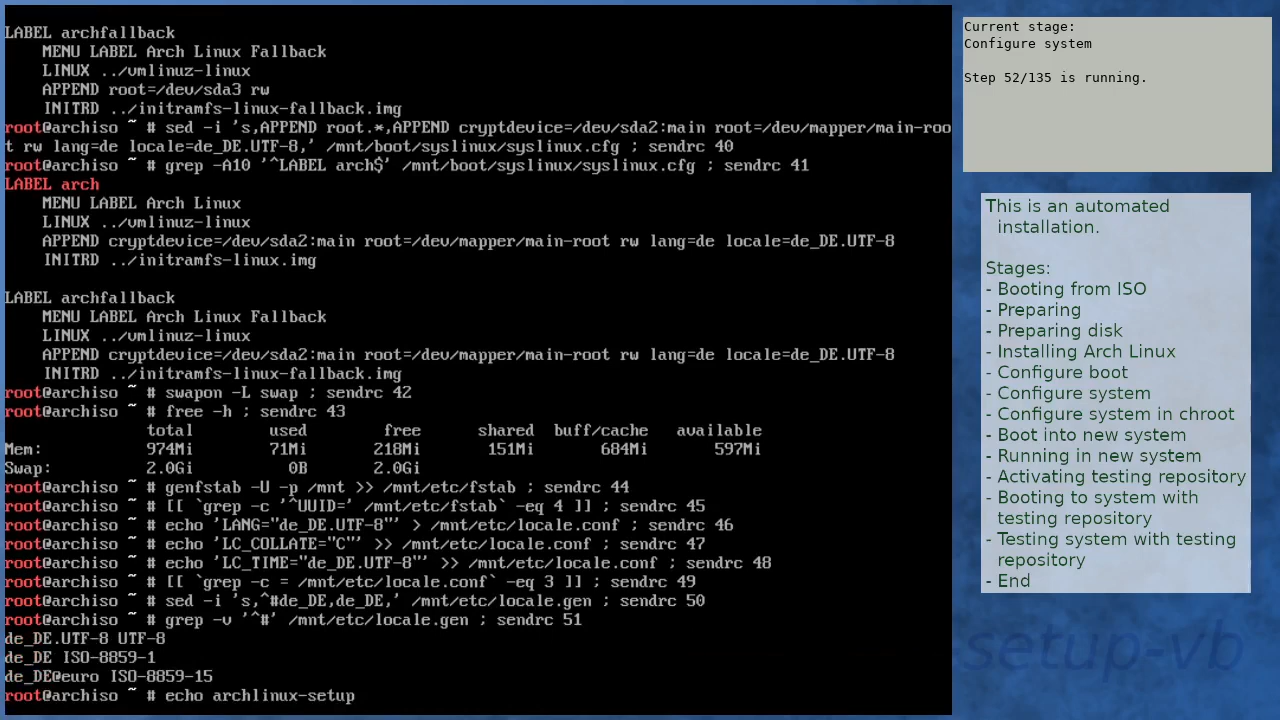 LABEL archfallback
MENU LABEL Arch Linux Fallback
LINUX ../vmlinuz-linux
APPEND root=/dev/sda3 rw
INITRD ../initramfs-linux-fallback.img
root@archiso ~ # sed -i 's,APPEND root.*,APPEND cryptdevice=/dev/sda2:main root=/dev/mapper/main-roo
t rw lang=de locale=de_DE.UTF-8,' /mnt/boot/syslinux/syslinux.cfg ; sendrc 40
root@archiso ~ # grep -A10 '^LABEL arch$' /mnt/boot/syslinux/syslinux.cfg ; sendrc 41
LABEL arch
MENU LABEL Arch Linux
LINUX ../vmlinuz-linux
APPEND cryptdevice=/dev/sda2:main root=/dev/mapper/main-root rw lang=de locale=de_DE.UTF-8
INITRD ../initramfs-linux.img
LABEL archfallback
MENU LABEL Arch Linux Fallback
LINUX ../vmlinuz-linux
APPEND cryptdevice=/dev/sda2:main root=/dev/mapper/main-root rw lang=de locale=de_DE.UTF-8
INITRD ../initramfs-linux-fallback.img
root@archiso ~ # swapon -L swap ; sendrc 42
root@archiso ~ # free -h ; sendrc 43
total used free shared buff/cache available
Mem: 974Mi 71Mi 218Mi 151Mi 684Mi 597Mi
Swap: 2.0Gi 0B 2.0Gi
root@archiso ~ # genfstab -U -p /mnt >> /mnt/etc/fstab ; sendrc 44
root@archiso ~ # [[ `grep -c '^UUID=' /mnt/etc/fstab` -eq 4 ]] ; sendrc 45
root@archiso ~ # echo 'LANG="de_DE.UTF-8"' > /mnt/etc/locale.conf ; sendrc 46
root@archiso ~ # echo 'LC_COLLATE="C"' >> /mnt/etc/locale.conf ; sendrc 47
root@archiso ~ # echo 'LC_TIME="de_DE.UTF-8"' >> /mnt/etc/locale.conf ; sendrc 48
root@archiso ~ # [[ `grep -c = /mnt/etc/locale.conf` -eq 3 ]] ; sendrc 49
root@archiso ~ # sed -i 's,^#de_DE,de_DE,' /mnt/etc/locale.gen ; sendrc 50
root@archiso ~ # grep -v '^#' /mnt/etc/locale.gen ; sendrc 51
de_DE.UTF-8 UTF-8
de_DE ISO-8859-1
de_DE@euro ISO-8859-15
root@archiso ~ # echo archlinux-setup
Current stage:
Configure system
Step 52/135 is running.
This is an automated
installation.
Stages:
- Booting from ISO
- Preparing
- Preparing disk
- Installing Arch Linux
- Configure boot
- Configure system
- Configure system in chroot
- Boot into new system
- Running in new system
- Activating testing repository
- Booting to system with
testing repository
- Testing system with testing
repository
- End
setup-vb